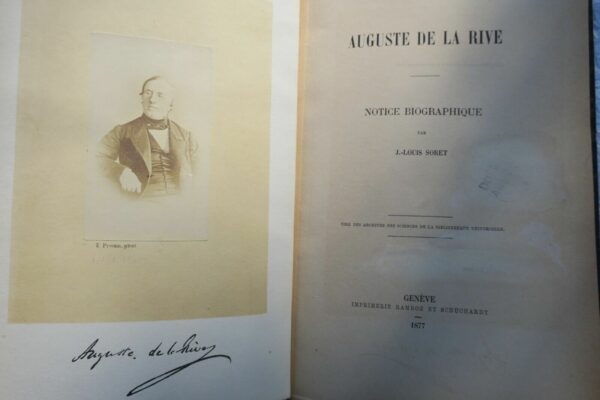 Auguste de la Rive
AUGUSTE DE LA RIVE
NOTICE BIOGRAPHIQUE
PAR
J.-LOUIS SORET
TIRÉ DES ARCHIVES DES SCIENCES DE LA BIBLIOTHÈQUE UNIVERSELLE.
GENÈVE
IMPRIMERIE RAMBOZ ET SCHUCHARDT
1877